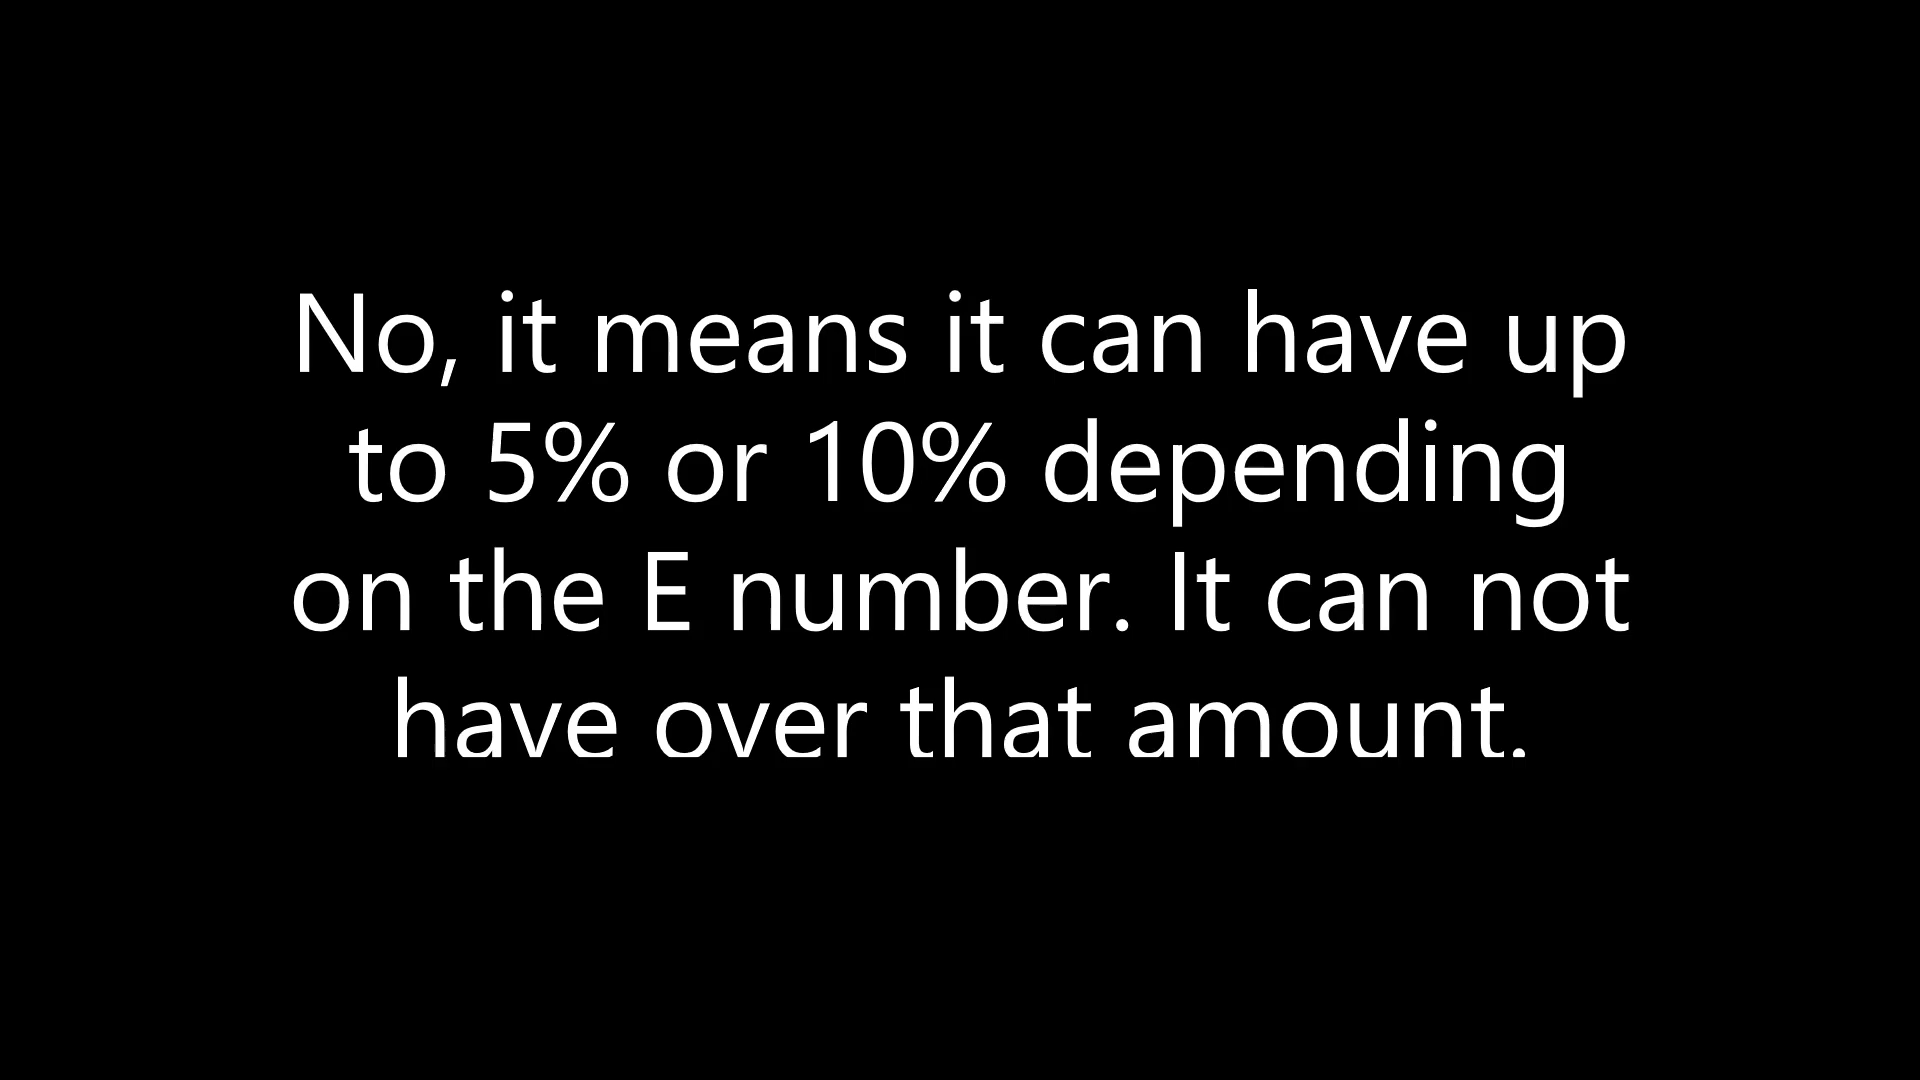 No, it means it can have up
to 5% or 10% depending
on the E number. It can not
have over that amount.